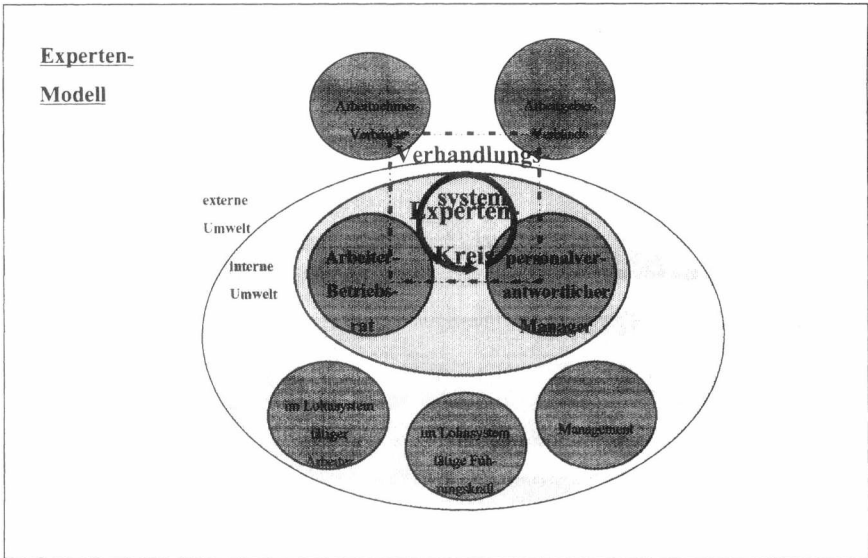 Experten-
Modell
Arbeitnehmer-
Verbände
Arbeitgeber-
Verbände
Verhandlungs
system
externe
Umwelt
interne
Umwelt
Experten-
Kreis
Arbeiter-
Betriebs-
rat
personalver-
antwortlicher
Manager
im Lohnsystem
tätiger
Arbeiter
im Lohnsystem
tätige Füh-
rungskraft
Management